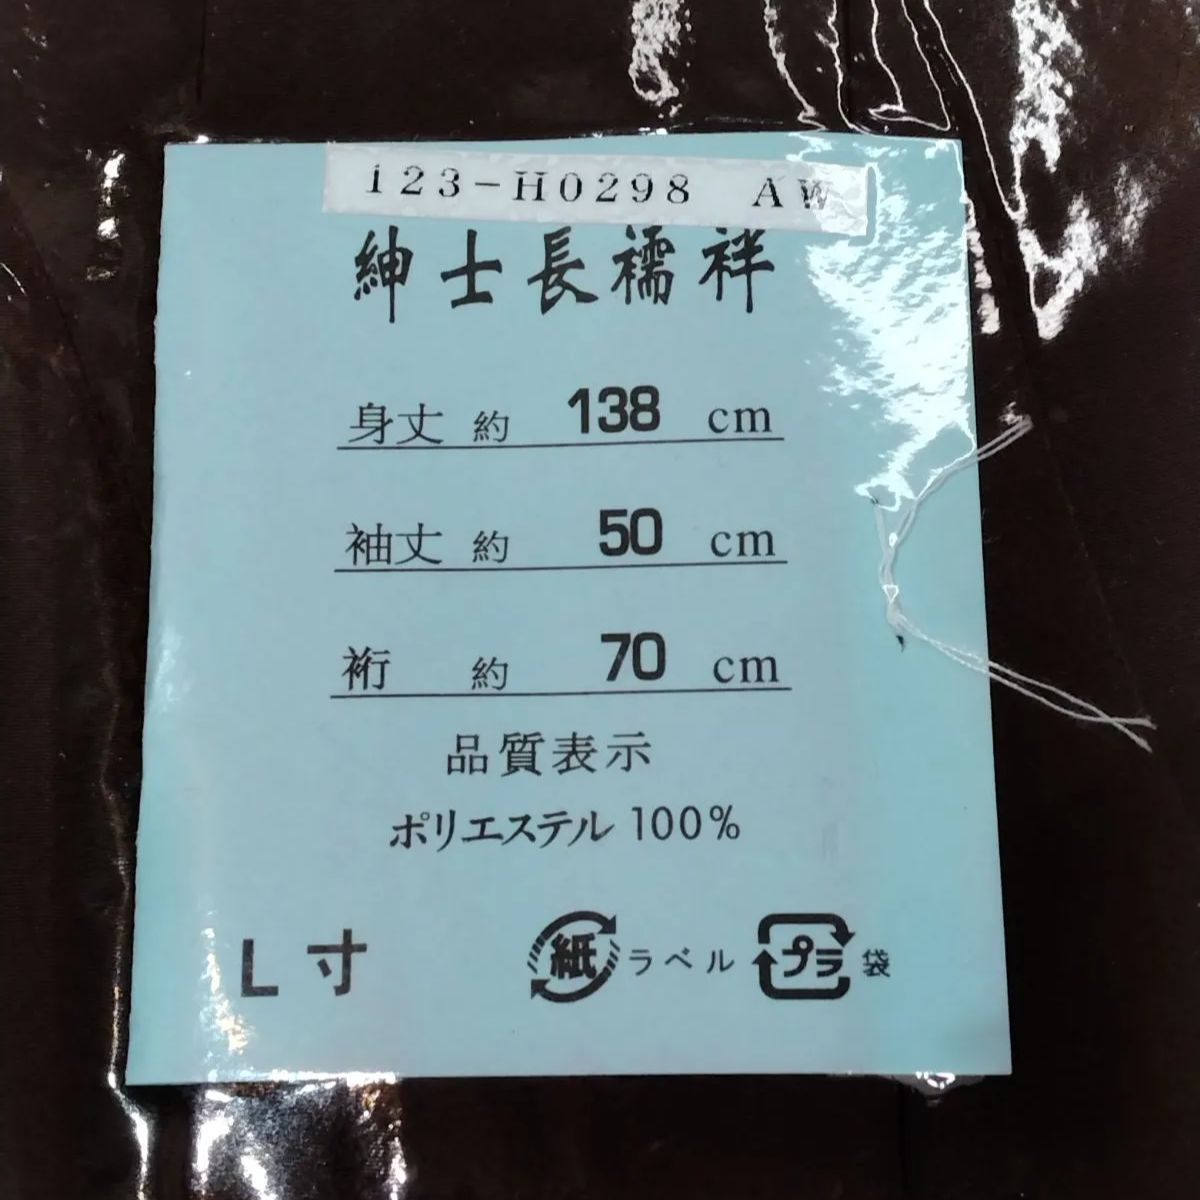 123-H0298 AW
紳士長襦袢
身丈 約 138 cm
袖丈 約 50 cm
裄 約 70 cm
品質表示
ポリエステル 100%
L寸 紙 ラベル プラ 袋